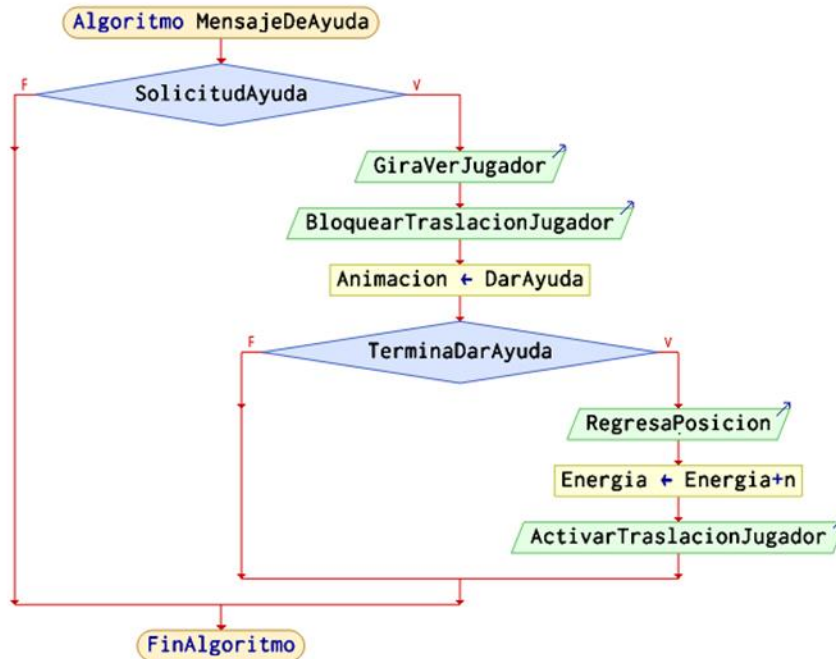 Algoritmo MensajeDeAyuda
F
V
SolicitudAyuda
GiraVerJugador
BloquearTraslacionJugador
Animacion ← DarAyuda
F
V
TerminaDarAyuda
RegresaPosicion
Energia ← Energia+n
ActivarTraslacionJugador
FinAlgoritmo